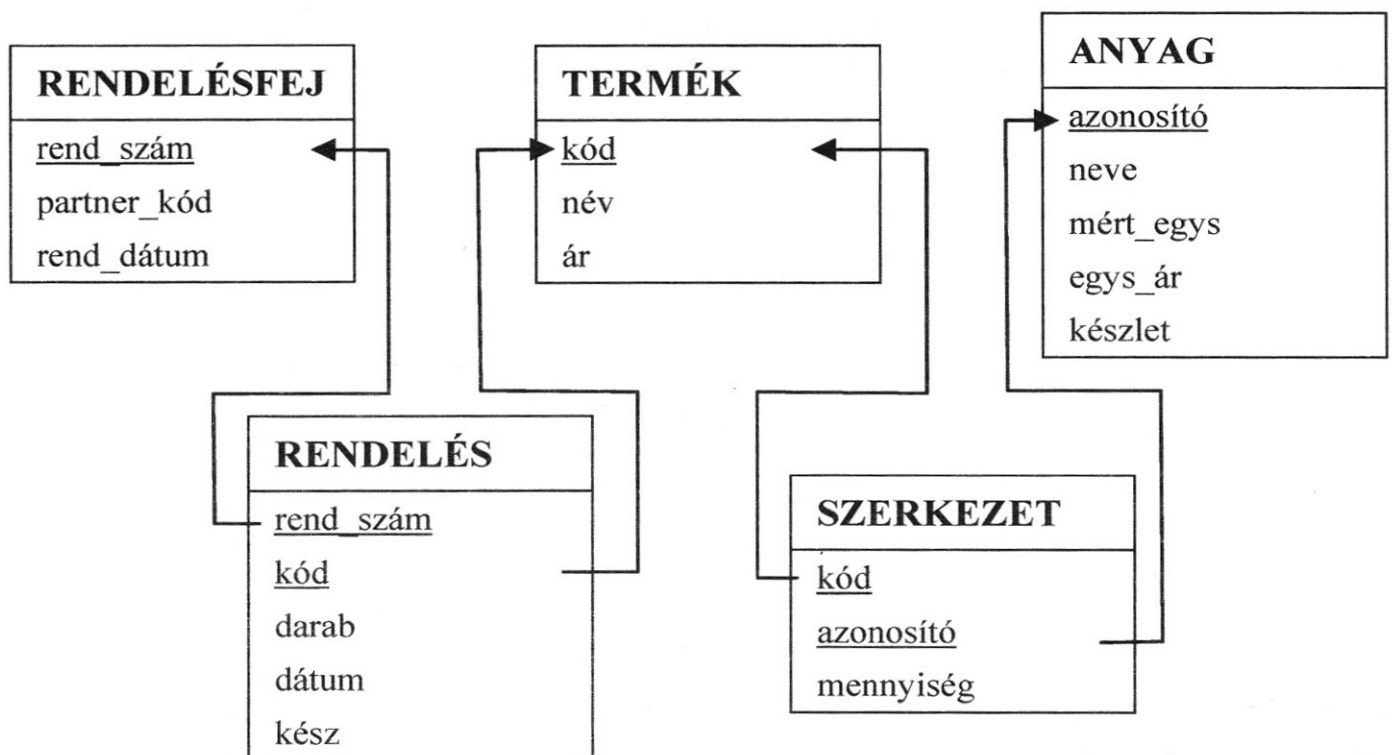 RENDELÉSFEJ
rend_szám
partner_kód
rend_dátum
TERMÉK
kód
név
ár
ANYAG
azonosító
neve
mért_egys
egys_ár
készlet
RENDELÉS
rend_szám
kód
darab
dátum
kész
SZERKEZET
kód
azonosító
mennyiség